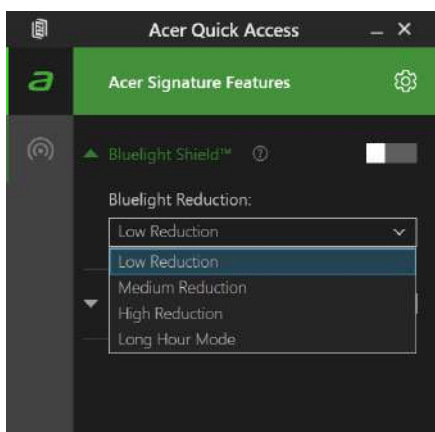 Acer Quick Access
Acer Signature Features
Bluelight Shield™
Bluelight Reduction:
Low Reduction
Low Reduction
Medium Reduction
High Reduction
Long Hour Mode